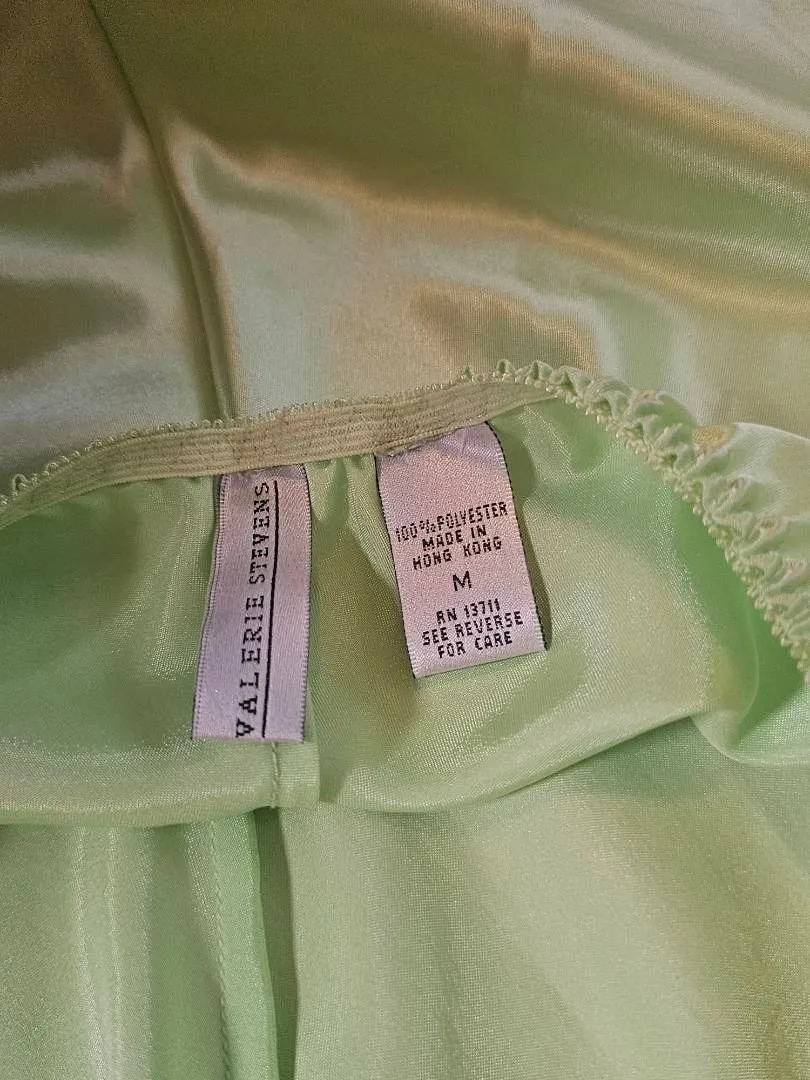 VALERIE STEVENS
100% POLYESTER
MADE IN
HONG KONG
M
RN 13711
SEE REVERSE
FOR CARE